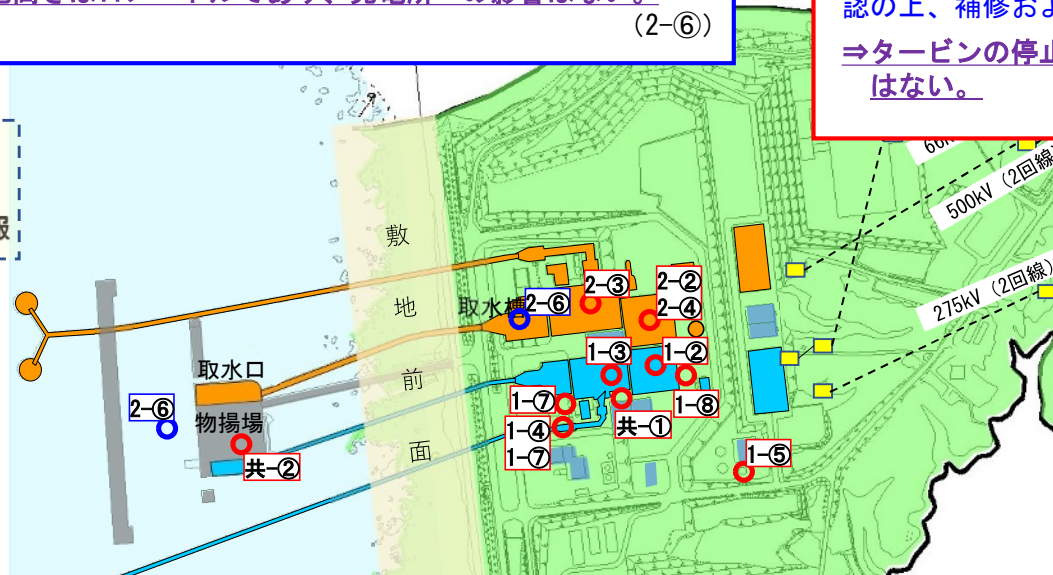 (2-⑥)
認の上、補修およ
⇒タービンの停止
はない。
報
500kV (2回線)
275kV (2回線)
敷
地
前
面
取水槽
2-⑥
2-③
2-②
2-④
1-③
1-②
1-⑦
1-⑧
1-④
1-⑦
共-①
1-⑤
取水口
2-⑥
物揚場
共-②